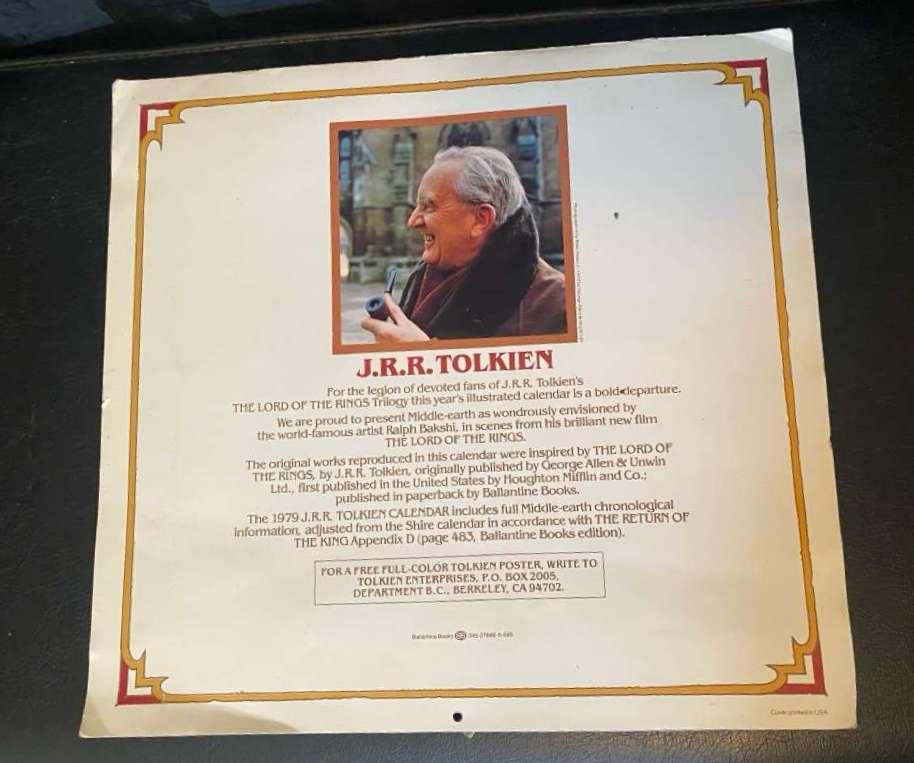 J.R.R. TOLKIEN
For the legion of devoted fans of J.R.R. Tolkien's
THE LORD OF THE RINGS Trilogy this year's illustrated calendar is a bold departure.
We are proud to present Middle-earth as wondrously envisioned by
the world-famous artist Ralph Bakshi, in scenes from his brilliant new film
THE LORD OF THE RINGS.
The original works reproduced in this calendar were inspired by THE LORD OF
THE RINGS, by J.R.R. Tolkien, originally published by George Allen & Unwin
Ltd., first published in the United States by Houghton Mifflin and Co.;
published in paperback by Ballantine Books.
The 1979 J.R.R. TOLKIEN CALENDAR includes full Middle-earth chronological
information, adjusted from the Shire calendar in accordance with THE RETURN OF
THE KING Appendix D (page 483, Ballantine Books edition).
FOR A FREE FULL-COLOR TOLKIEN POSTER, WRITE TO
TOLKIEN ENTERPRISES, P.O. BOX 2005,
DEPARTMENT B.C., BERKELEY, CA 94702.
Ballantine Books
Cover printed in USA